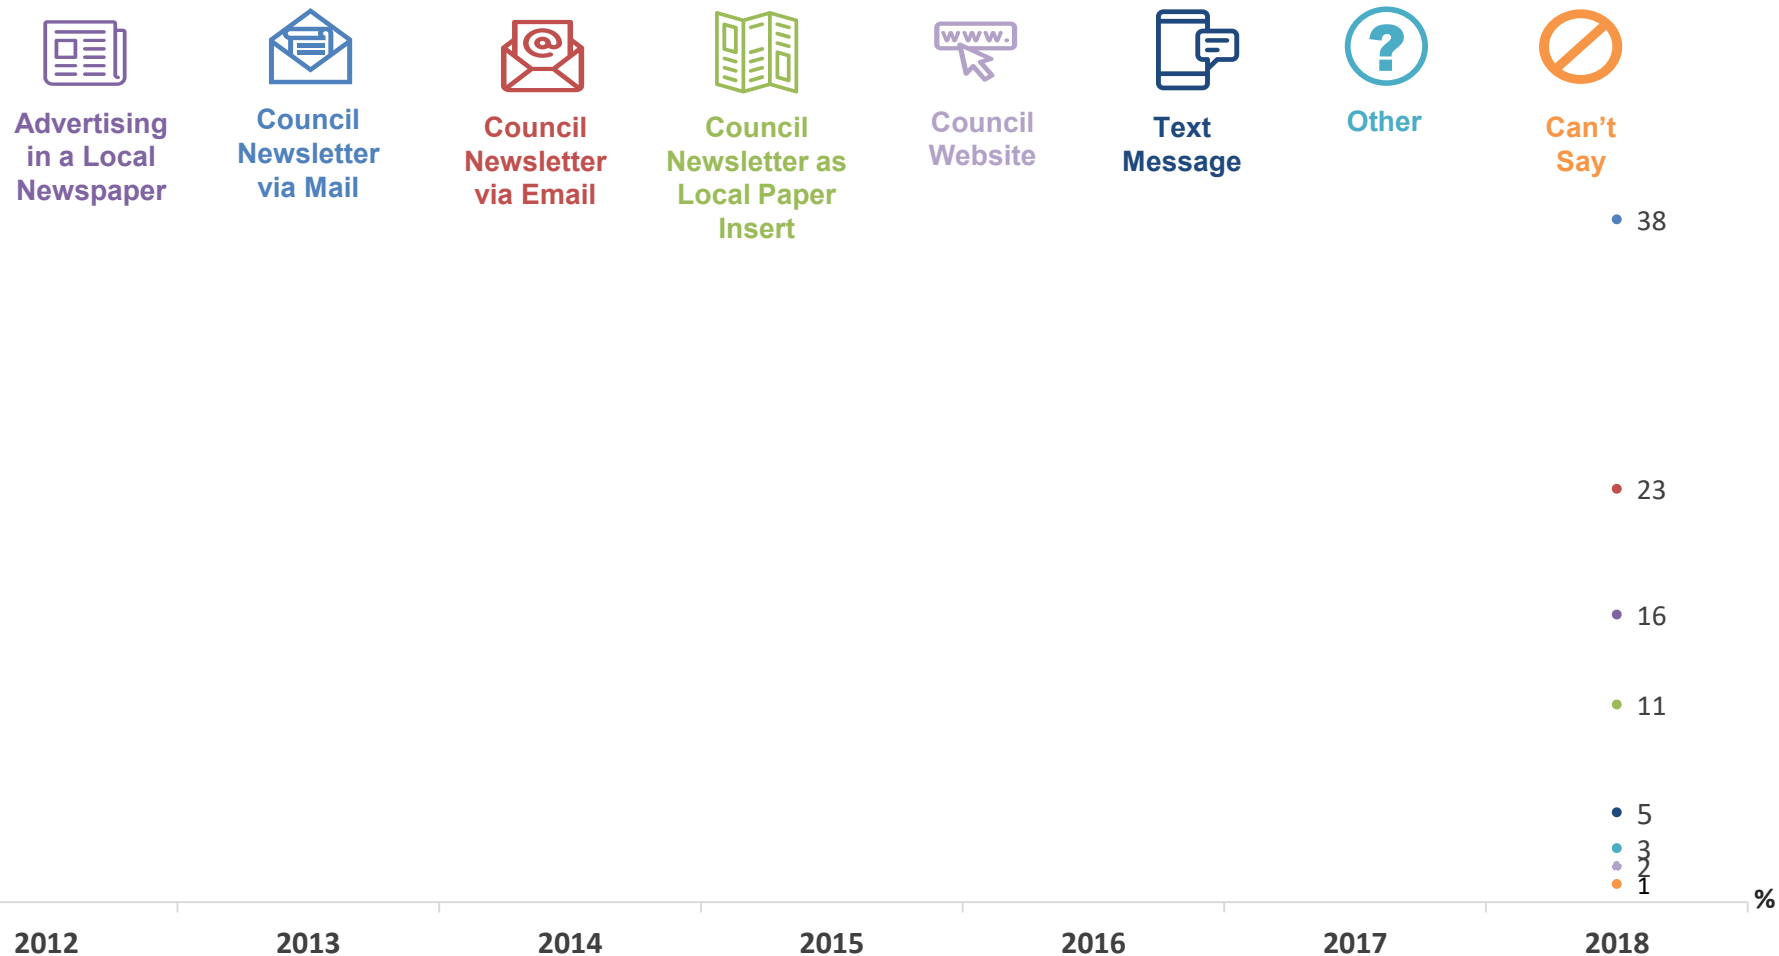 www.
Advertising
in a Local
Newspaper
Council
Newsletter
via Mail
Council
Newsletter
via Email
Council
Newsletter as
Local Paper
Insert
Council
Website
Text
Message
Other
Can't
Say
38
23
16
11
5
3
2
1
%
2012 2013 2014 2015 2016 2017 2018